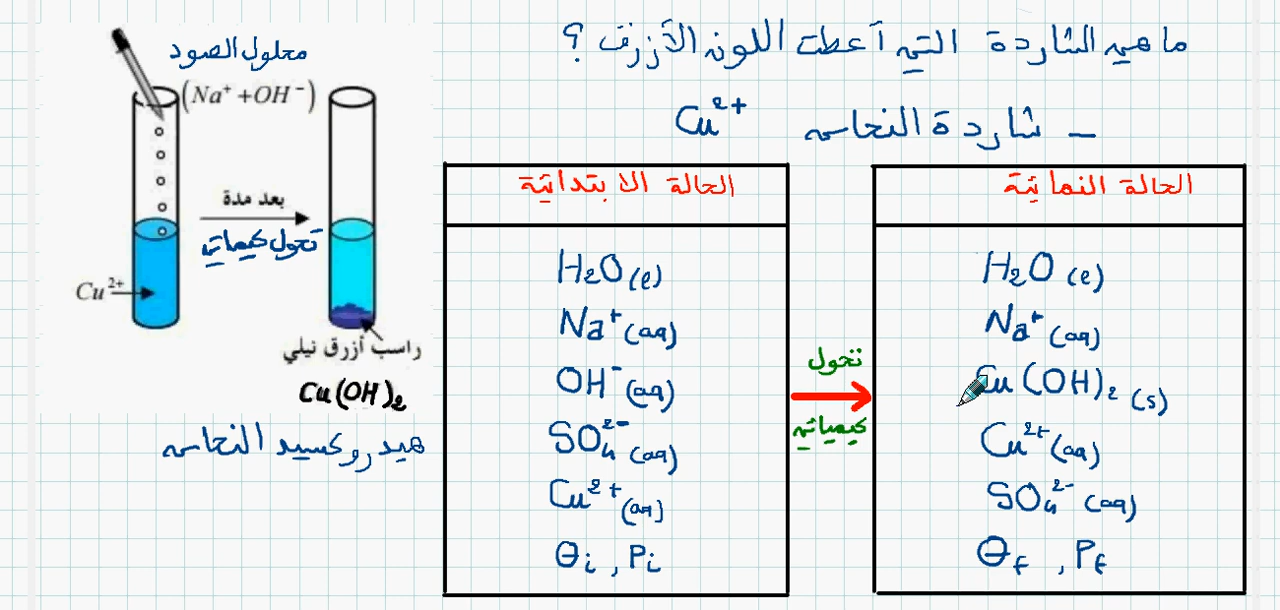 ما هي الشاردة التي أعطت اللون الأزرق ؟
– شاردة النحاس Cu²⁺
محلول الصود
(Na⁺ + OH⁻)
بعد مدة
تحول كيميائي
Cu²⁺
راسب أزرق نيلي
Cu(OH)₂
هيدروكسيد النحاس
الحالة الابتدائية
H₂O(l)
Na⁺(aq)
OH⁻(aq)
SO₄²⁻(aq)
Cu²⁺(aq)
θi , Pi
تحول
كيميائي
الحالة النهائية
H₂O(l)
Na⁺(aq)
Cu(OH)₂(s)
Cu²⁺(aq)
SO₄²⁻(aq)
θf , Pf